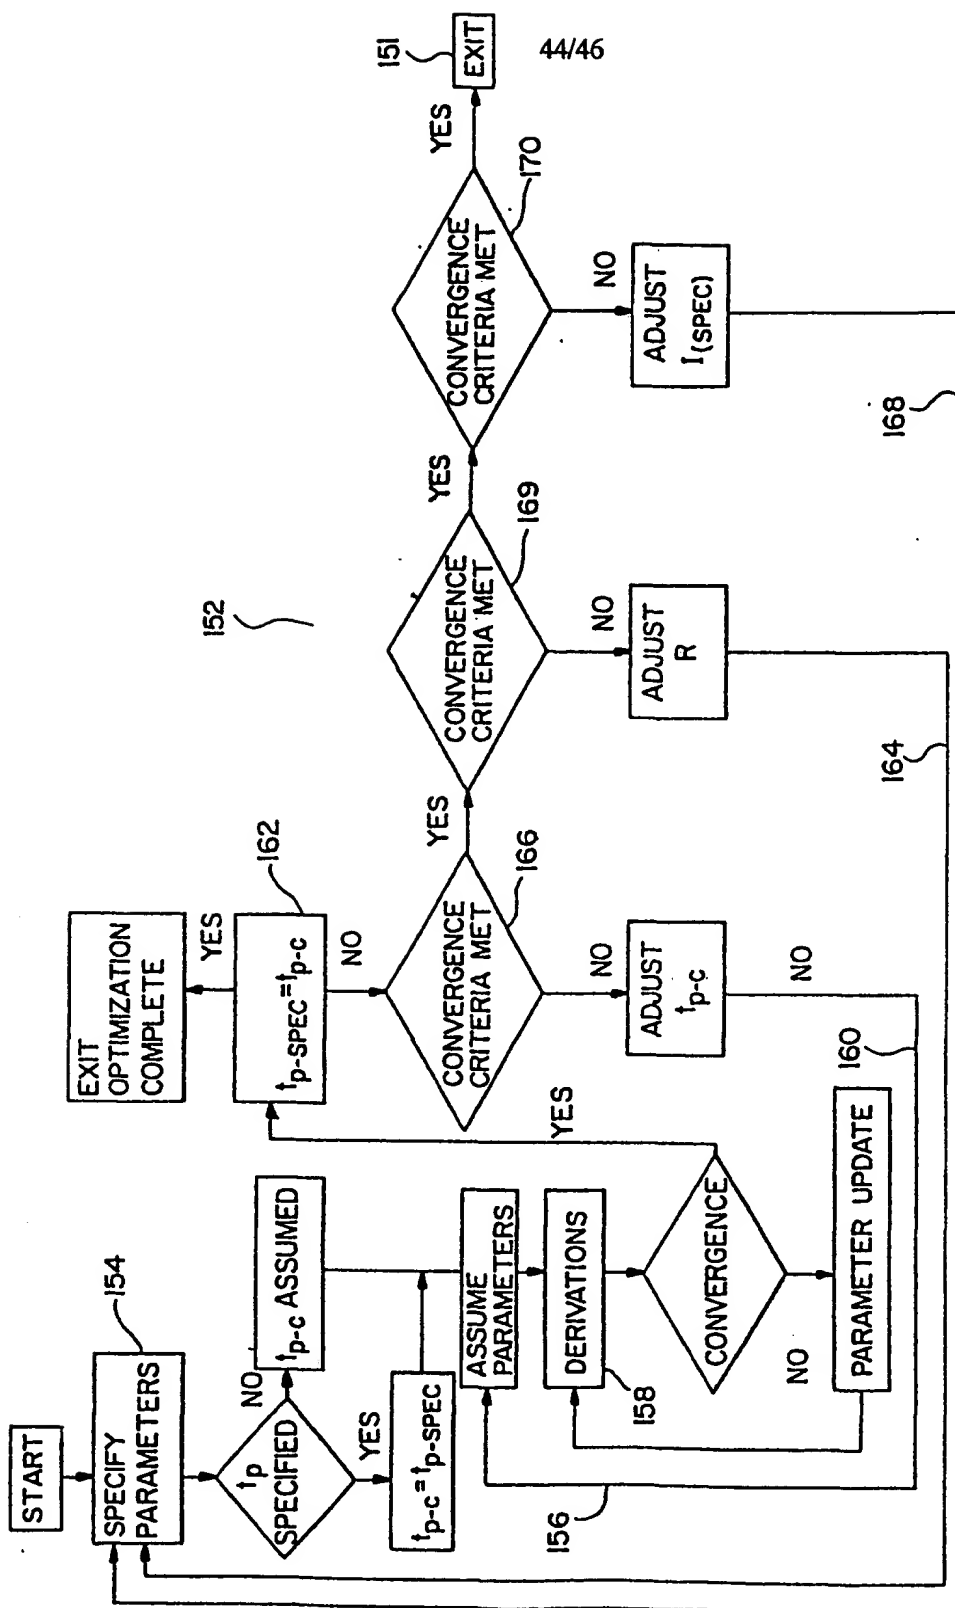 44/46
START
SPECIFY
PARAMETERS
154
tp
SPECIFIED
NO
tp-c ASSUMED
YES
tp-c = tp-SPEC
ASSUME
PARAMETERS
156
DERIVATIONS
158
CONVERGENCE
NO
PARAMETER UPDATE
160
YES
EXIT
OPTIMIZATION
COMPLETE
YES
tp-SPEC = tp-c
162
NO
CONVERGENCE
CRITERIA MET
166
NO
ADJUST
tp-c
NO
YES
152
CONVERGENCE
CRITERIA MET
169
NO
ADJUST
R
164
YES
CONVERGENCE
CRITERIA MET
170
NO
ADJUST
I(SPEC)
168
YES
EXIT
151